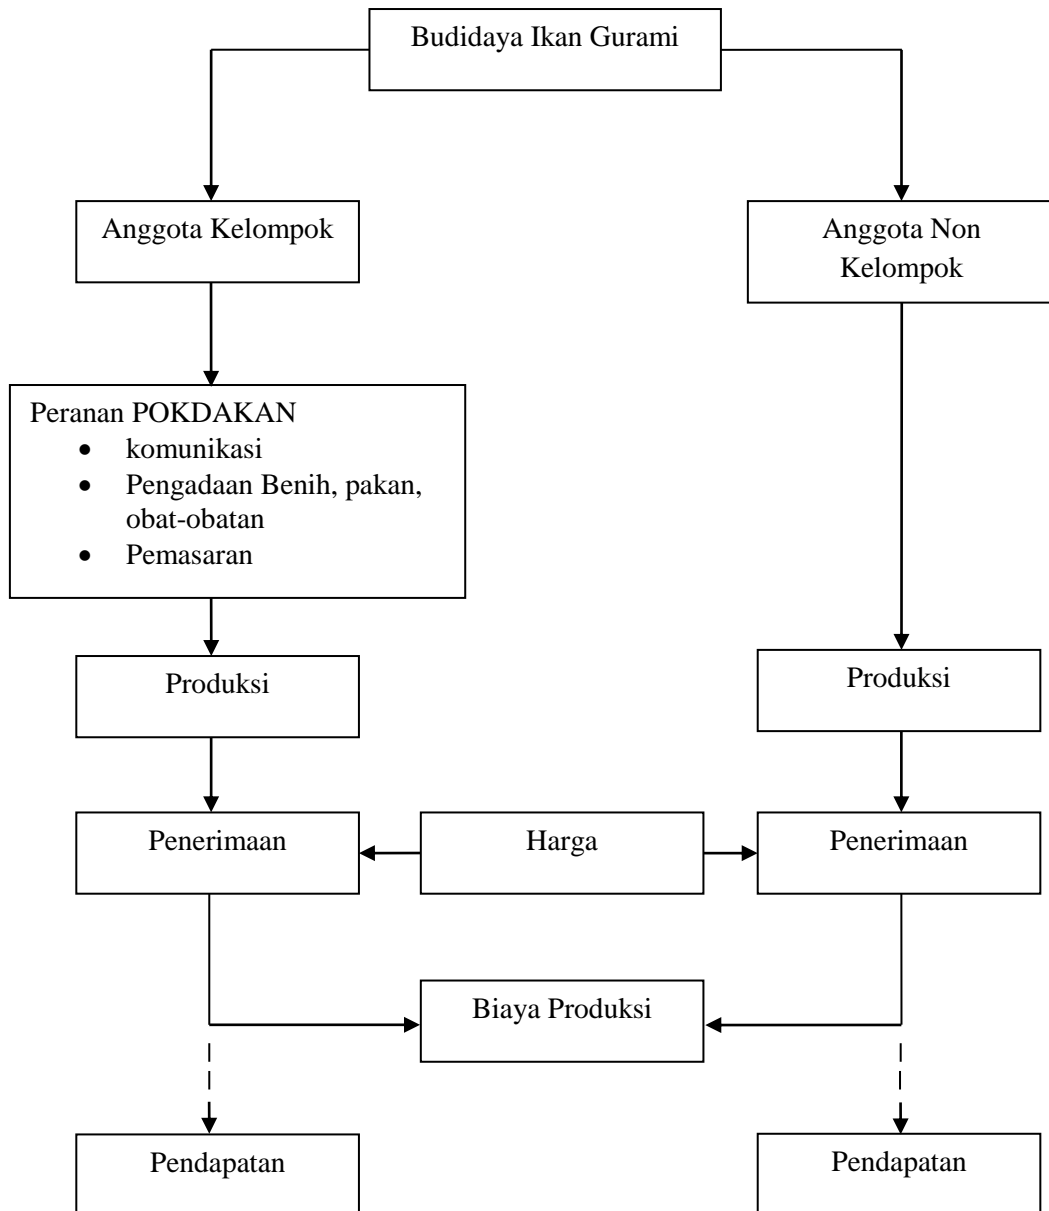 Budidaya Ikan Gurami
Anggota Kelompok
Anggota Non
Kelompok
Peranan POKDAKAN
• komunikasi
• Pengadaan Benih, pakan,
obat-obatan
• Pemasaran
Produksi
Produksi
Penerimaan
Harga
Penerimaan
Biaya Produksi
Pendapatan
Pendapatan